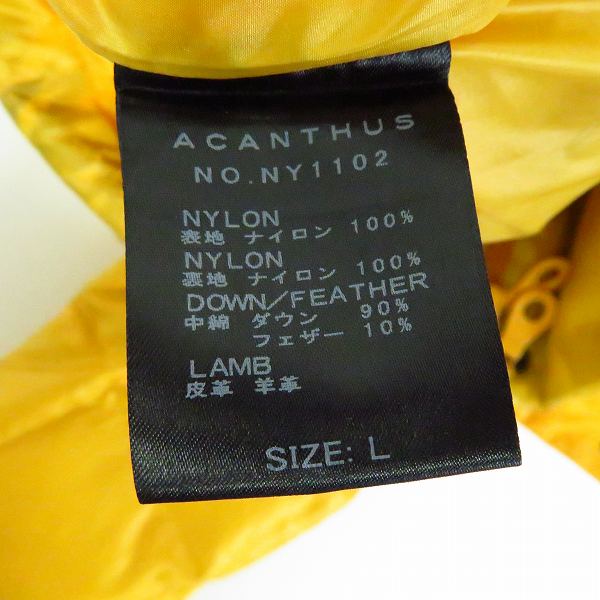 ACANTHUS
NO.NY1102
NYLON
表地 ナイロン 100%
NYLON
裏地 ナイロン 100%
DOWN/FEATHER
中綿 ダウン 90%
フェザー 10%
LAMB
皮革 羊革
SIZE: L